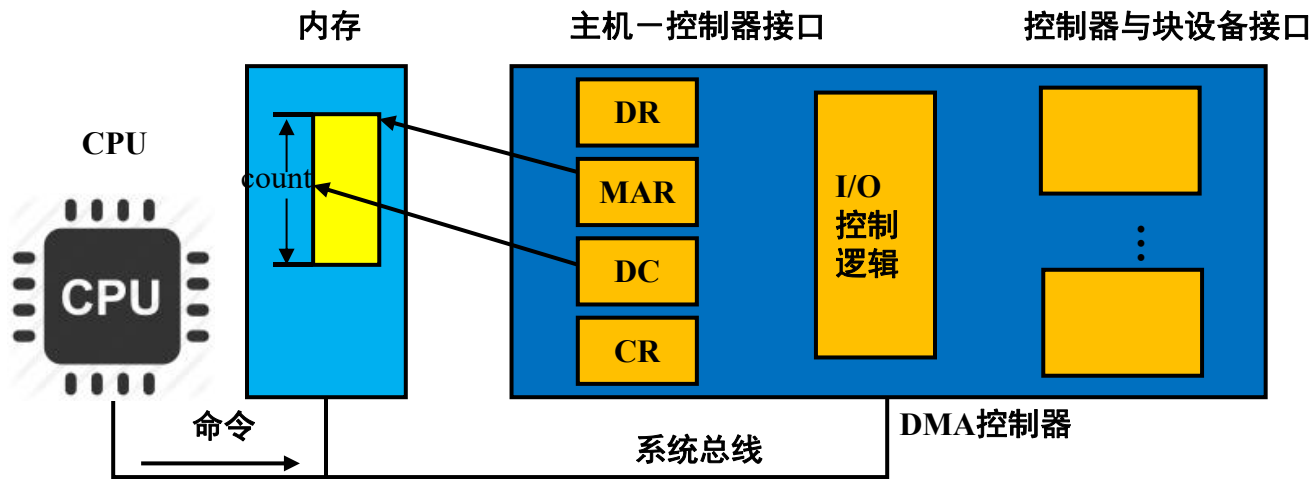 内存
主机－控制器接口
控制器与块设备接口
CPU
count
CPU
DR
MAR
DC
CR
I/O
控制
逻辑
⋮
命令
系统总线
DMA控制器